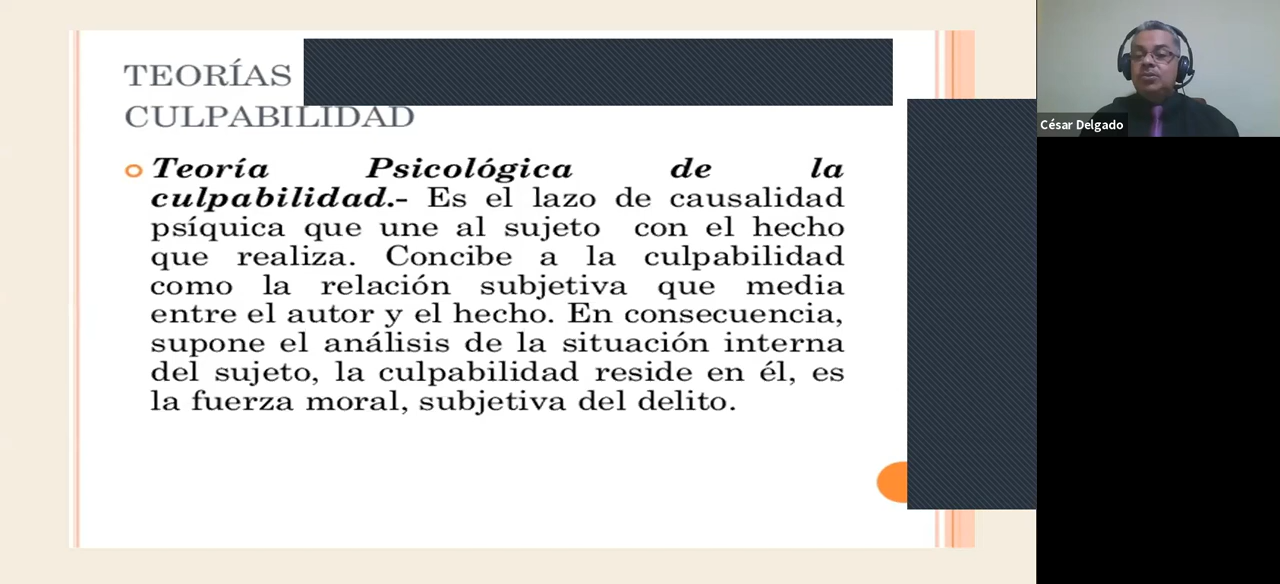 TEORÍAS
CULPABILIDAD
Teoría Psicológica de la
culpabilidad.- Es el lazo de causalidad
psíquica que une al sujeto con el hecho
que realiza. Concibe a la culpabilidad
como la relación subjetiva que media
entre el autor y el hecho. En consecuencia,
supone el análisis de la situación interna
del sujeto, la culpabilidad reside en él, es
la fuerza moral, subjetiva del delito.
César Delgado